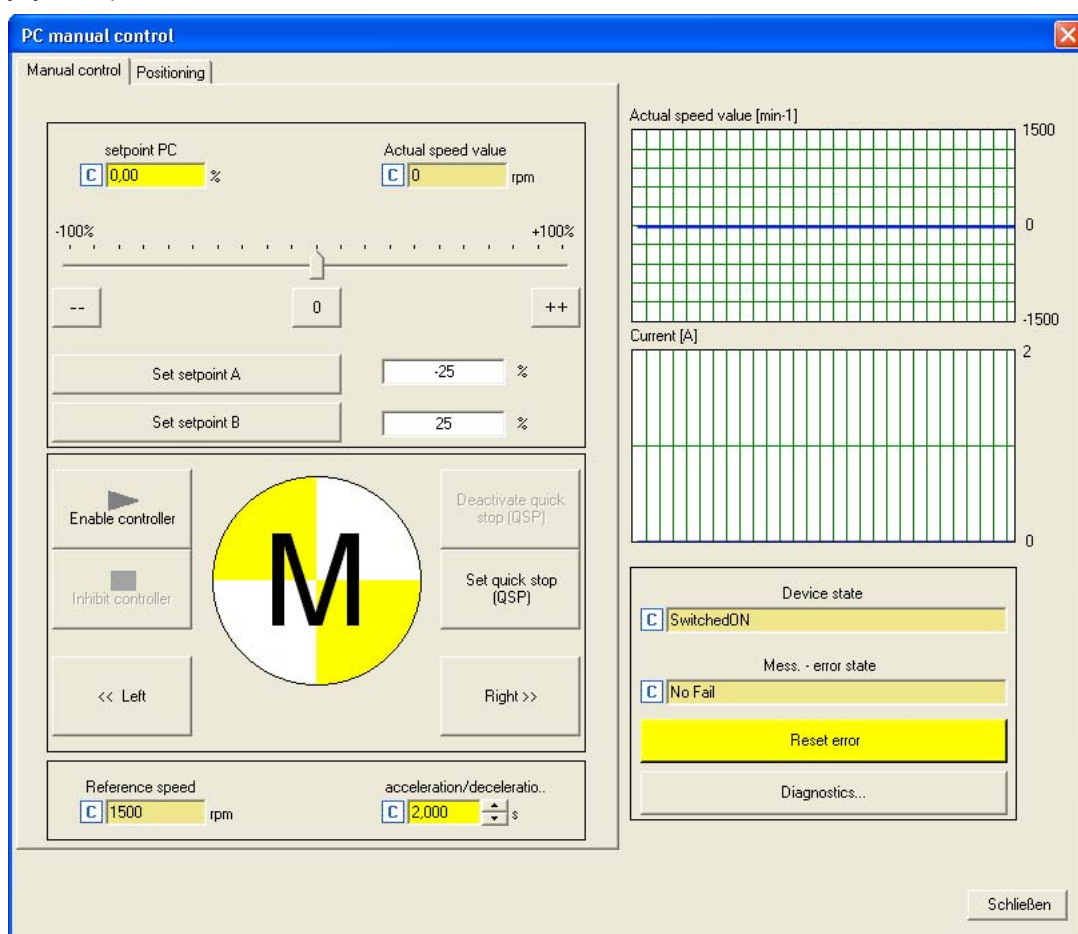 PC manual control
Manual control Positioning
setpoint PC Actual speed value
C 0,00 % C 0 rpm
-100% +100%
-- 0 ++
Set setpoint A -25 %
Set setpoint B 25 %
Enable controller
Deactivate quick
stop (QSP)
Inhibit controller
M
Set quick stop
(QSP)
<< Left Right >>
Reference speed acceleration/deceleratio..
C 1500 rpm C 2,000 s
Actual speed value [min-1]
1500
0
-1500
Current [A]
2
0
Device state
C SwitchedON
Mess. - error state
C No Fail
Reset error
Diagnostics...
Schließen